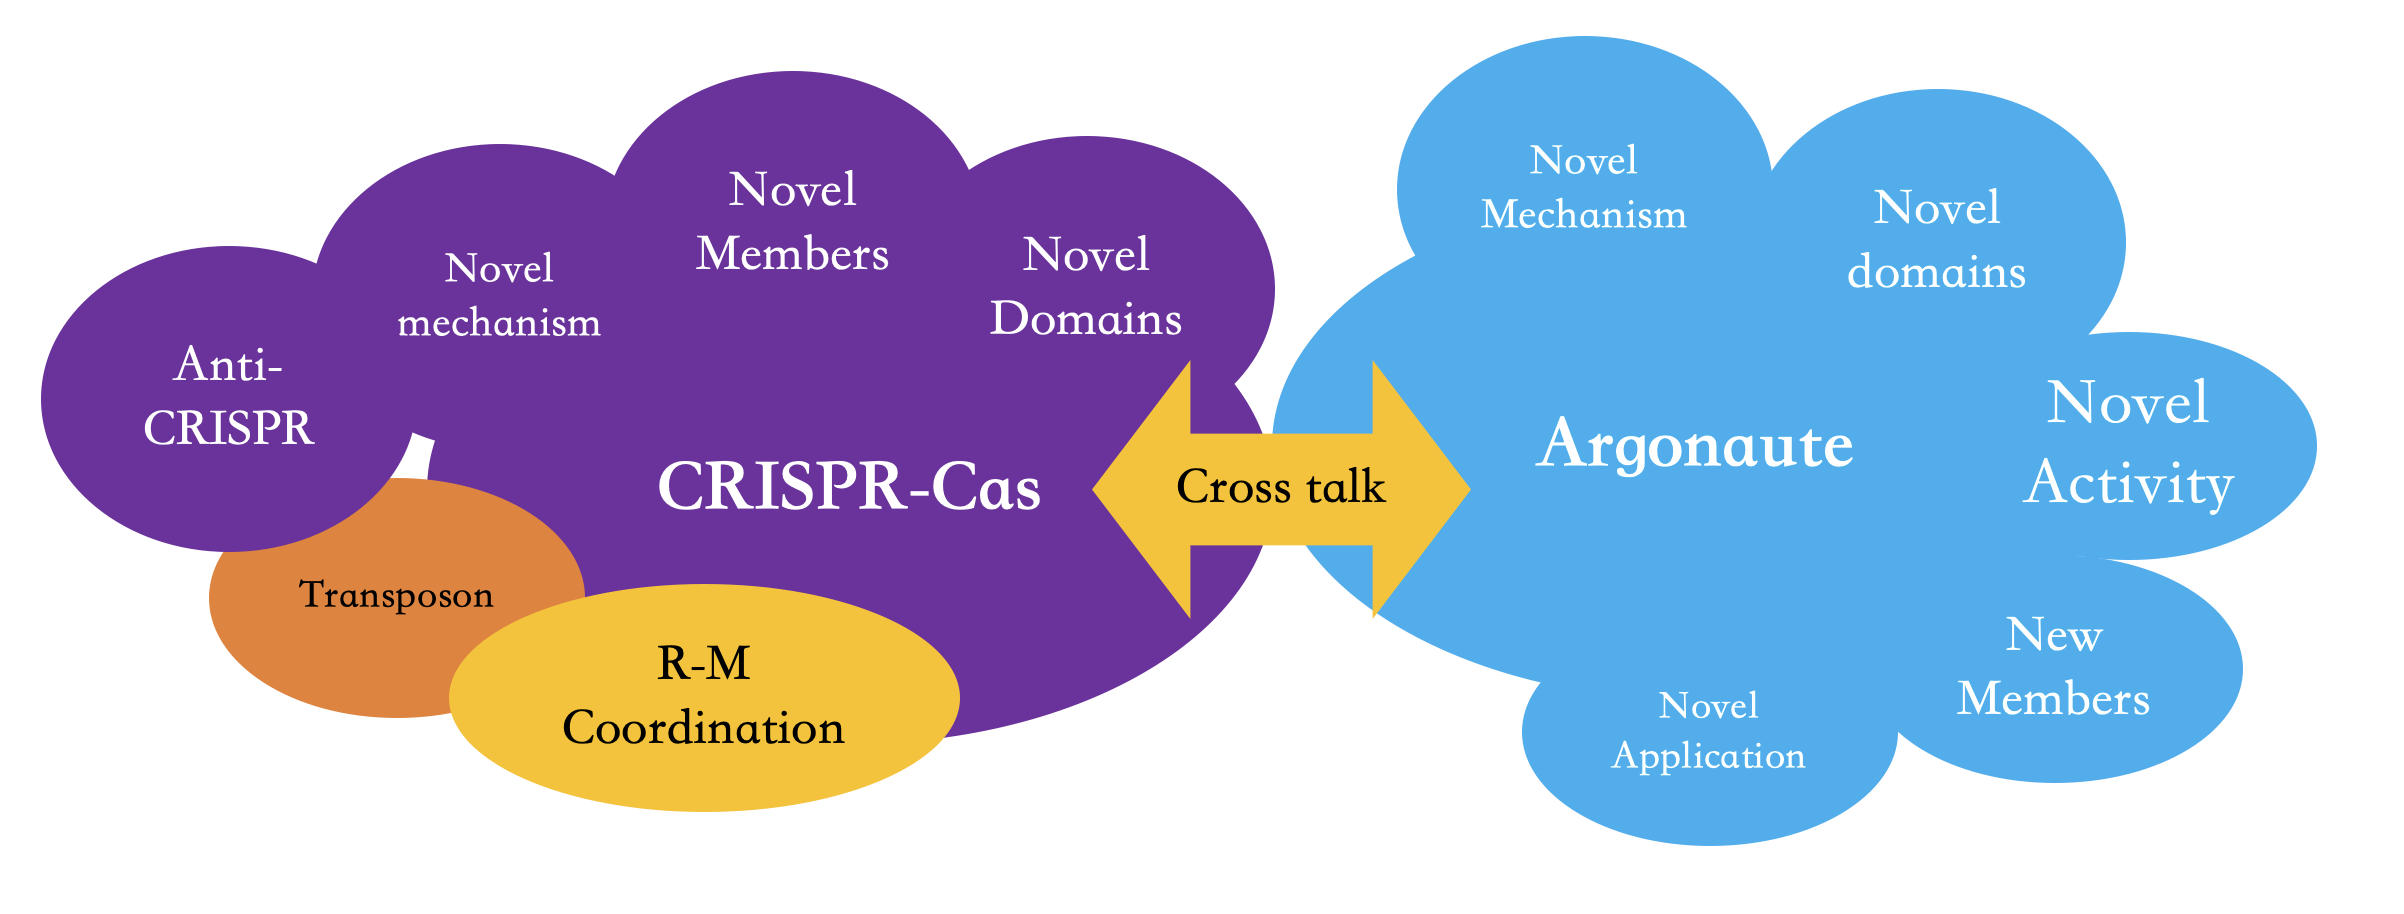 Anti-
CRISPR
Novel
mechanism
Novel
Members
Novel
Domains
CRISPR-Cas
Transposon
R-M
Coordination
Cross talk
Argonaute
Novel
Mechanism
Novel
domains
Novel
Activity
New
Members
Novel
Application